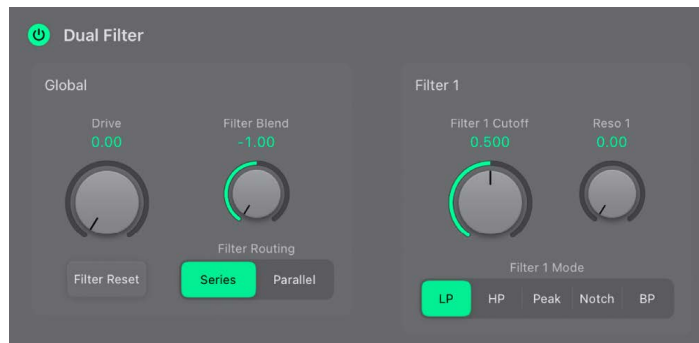 Dual Filter
Global
Drive
0.00
Filter Blend
-1.00
Filter Routing
Filter Reset
Series
Parallel
Filter 1
Filter 1 Cutoff
0.500
Reso 1
0.00
Filter 1 Mode
LP
HP
Peak
Notch
BP